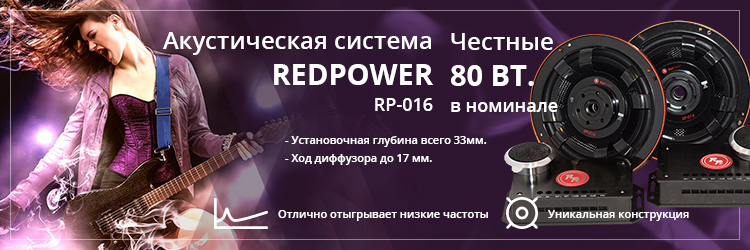 Акустическая система
REDPOWER
RP-016
Честные
80 ВТ.
в номинале
- Установочная глубина всего 33мм.
- Ход диффузора до 17 мм.
Отлично отыгрывает низкие частоты
Уникальная конструкция